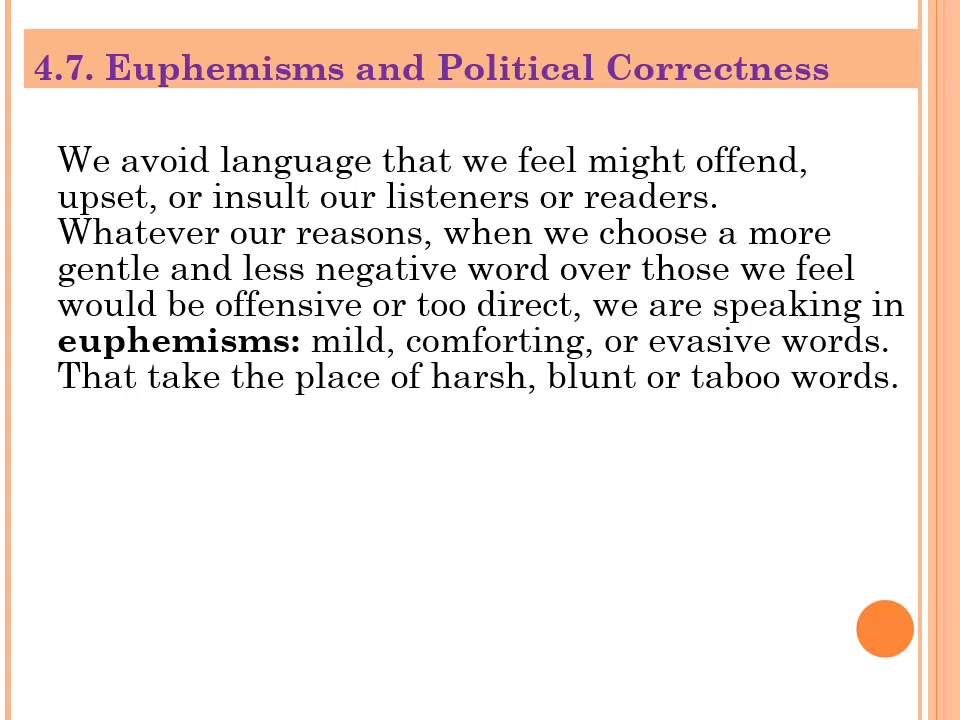 4.7. Euphemisms and Political Correctness
We avoid language that we feel might offend,
upset, or insult our listeners or readers.
Whatever our reasons, when we choose a more
gentle and less negative word over those we feel
would be offensive or too direct, we are speaking in
euphemisms: mild, comforting, or evasive words.
That take the place of harsh, blunt or taboo words.